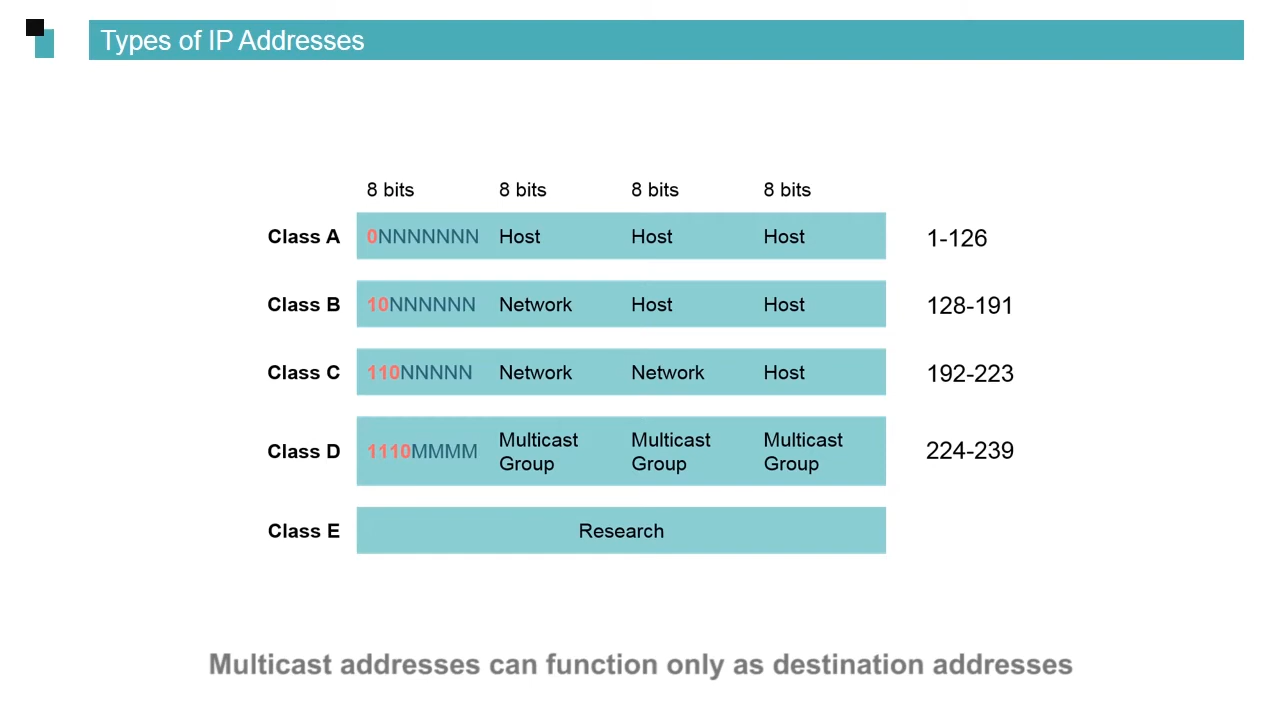 Types of IP Addresses
8 bits 8 bits 8 bits 8 bits
Class A 0NNNNNNN Host Host Host 1-126
Class B 10NNNNNN Network Host Host 128-191
Class C 110NNNNN Network Network Host 192-223
Class D 1110MMMM Multicast Group Multicast Group Multicast Group 224-239
Class E Research
Multicast addresses can function only as destination addresses